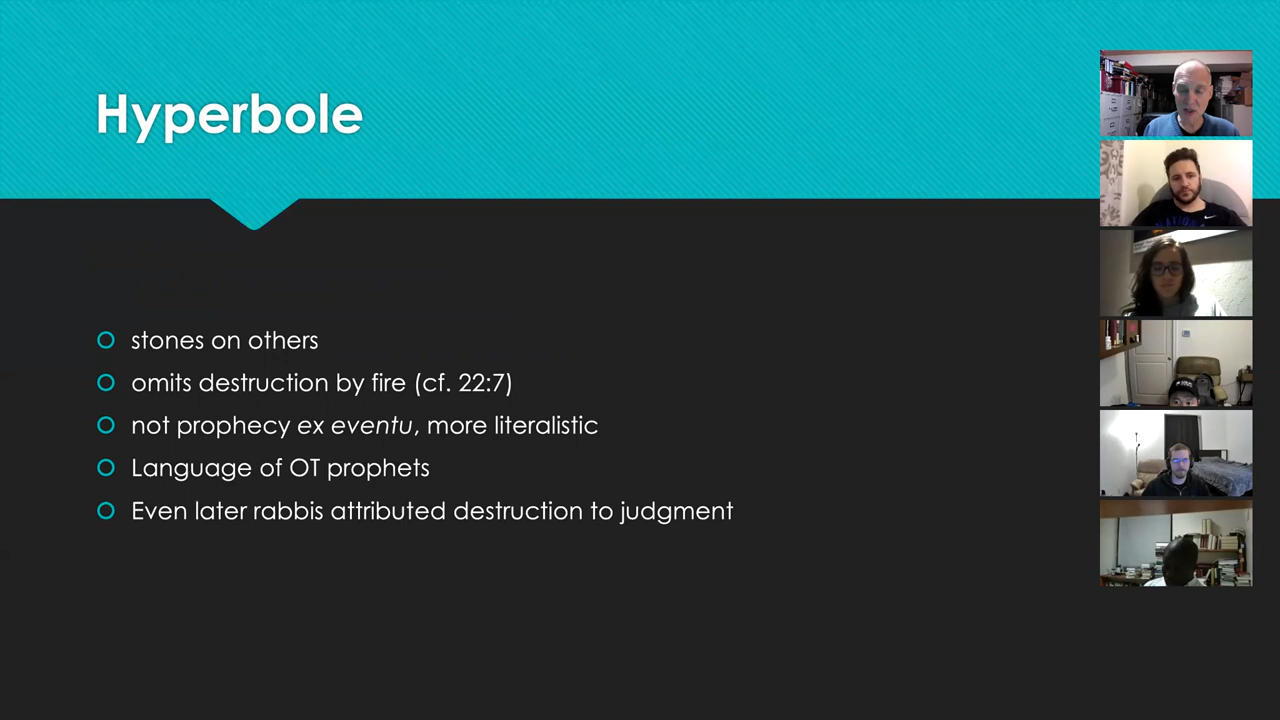 Hyperbole
stones on others
omits destruction by fire (cf. 22:7)
not prophecy ex eventu, more literalistic
Language of OT prophets
Even later rabbis attributed destruction to judgment